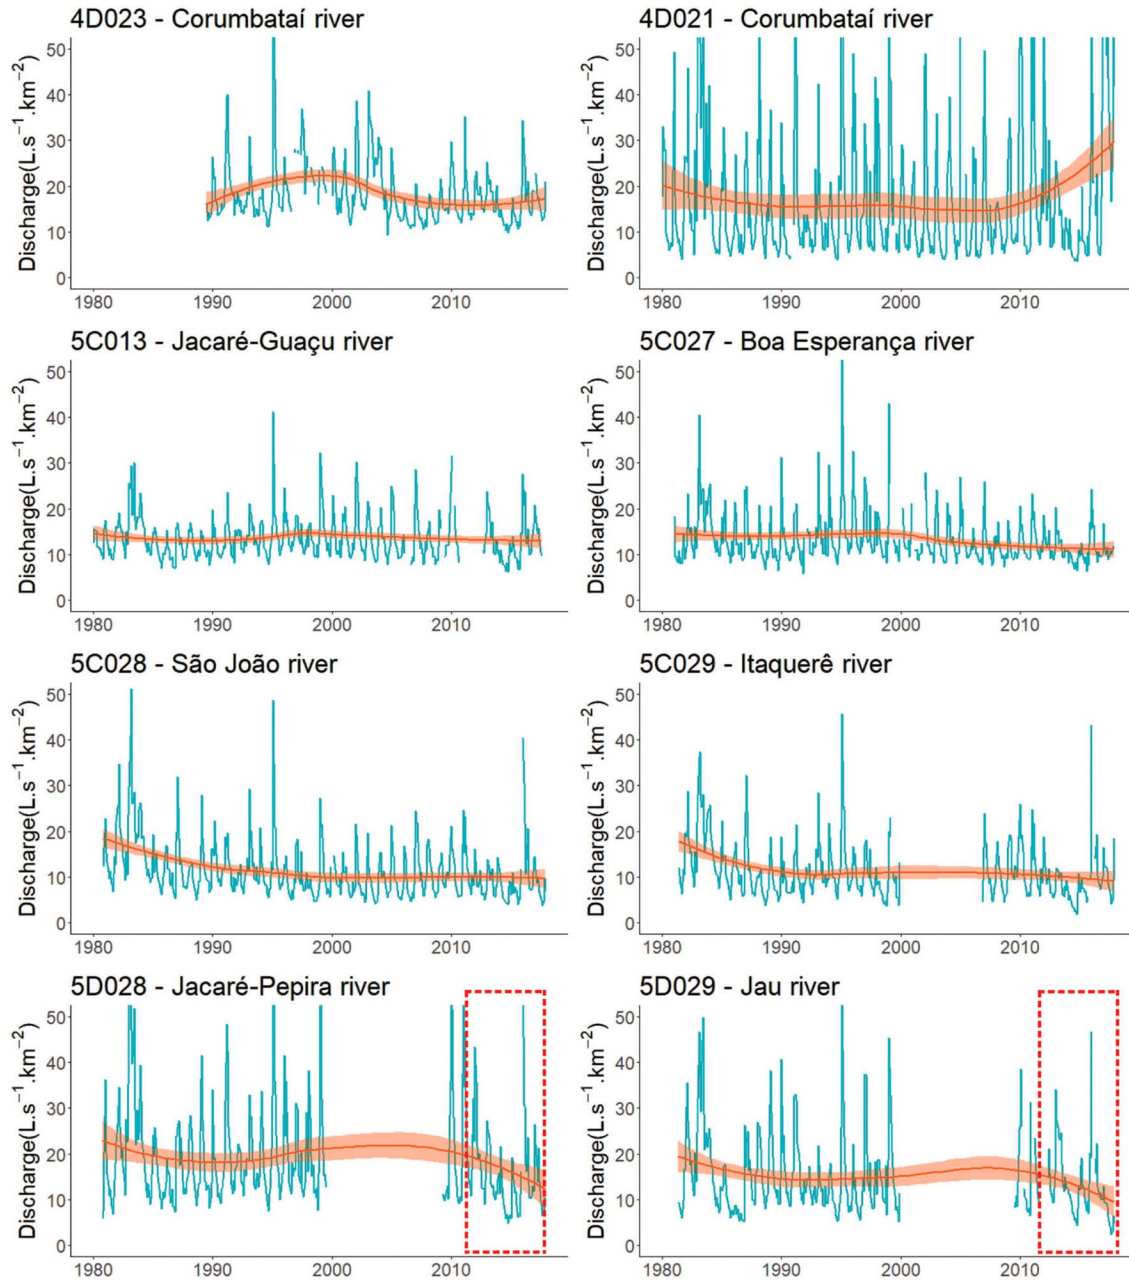 4D023 - Corumbataí river
4D021 - Corumbataí river
Discharge(L.s⁻¹.km⁻²)
50
40
30
20
10
0
1980 1990 2000 2010
Discharge(L.s⁻¹.km⁻²)
50
40
30
20
10
0
1980 1990 2000 2010
5C013 - Jacaré-Guaçu river
5C027 - Boa Esperança river
Discharge(L.s⁻¹.km⁻²)
50
40
30
20
10
0
1980 1990 2000 2010
Discharge(L.s⁻¹.km⁻²)
50
40
30
20
10
0
1980 1990 2000 2010
5C028 - São João river
5C029 - Itaquerê river
Discharge(L.s⁻¹.km⁻²)
50
40
30
20
10
0
1980 1990 2000 2010
Discharge(L.s⁻¹.km⁻²)
50
40
30
20
10
0
1980 1990 2000 2010
5D028 - Jacaré-Pepira river
5D029 - Jau river
Discharge(L.s⁻¹.km⁻²)
50
40
30
20
10
0
1980 1990 2000 2010
Discharge(L.s⁻¹.km⁻²)
50
40
30
20
10
0
1980 1990 2000 2010